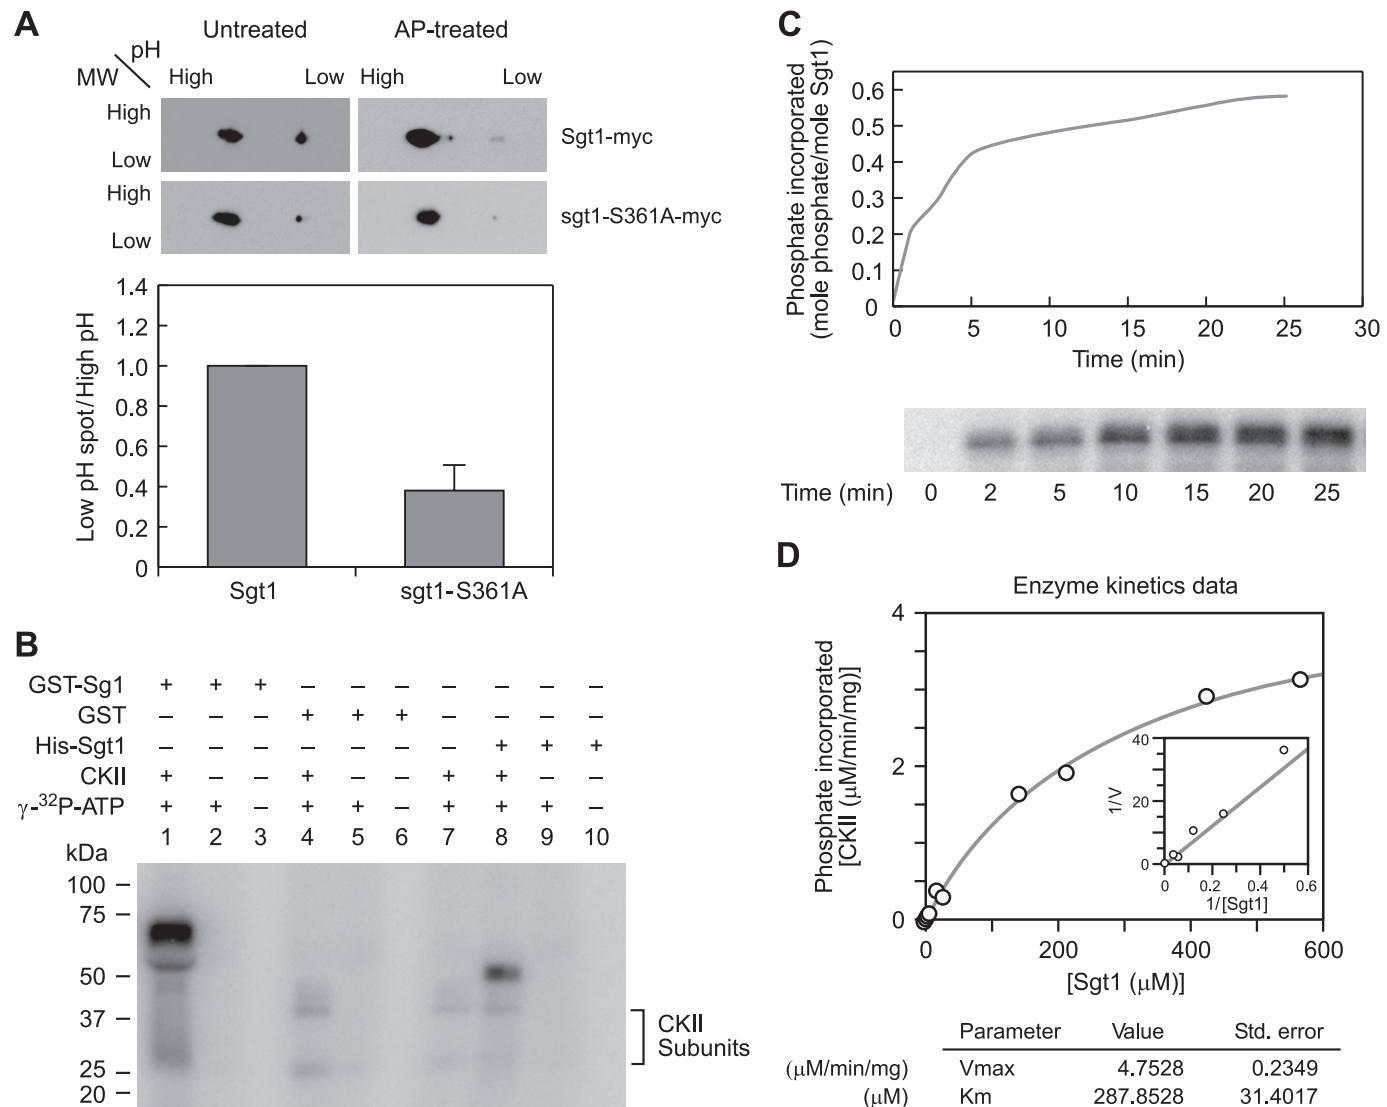 A
Untreated
AP-treated
MW
pH
High
Low
High
Low
High
Low
Sgt1-myc
High
Low
sgt1-S361A-myc
Low pH spot/High pH
1.4
1.2
1.0
0.8
0.6
0.4
0.2
0
Sgt1
sgt1-S361A
B
GST-Sg1 + + + – – – – – – –
GST – – – + + + – – – –
His-Sgt1 – – – – – – – + + +
CKII + – – + – – + + – –
γ-³²P-ATP + + – + + – + + + –
1 2 3 4 5 6 7 8 9 10
kDa
100
75
50
37
25
20
CKII
Subunits
C
Phosphate incorporated
(mole phosphate/mole Sgt1)
0.6
0.5
0.4
0.3
0.2
0.1
0
0 5 10 15 20 25 30
Time (min)
Time (min) 0 2 5 10 15 20 25
D
Enzyme kinetics data
Phosphate incorporated
[CKII (μM/min/mg)]
4
2
0
0 200 400 600
[Sgt1 (μM)]
1/V
40
20
0
0 0.2 0.4 0.6
1/[Sgt1]
Parameter Value Std. error
(μM/min/mg) Vmax 4.7528 0.2349
(μM) Km 287.8528 31.4017